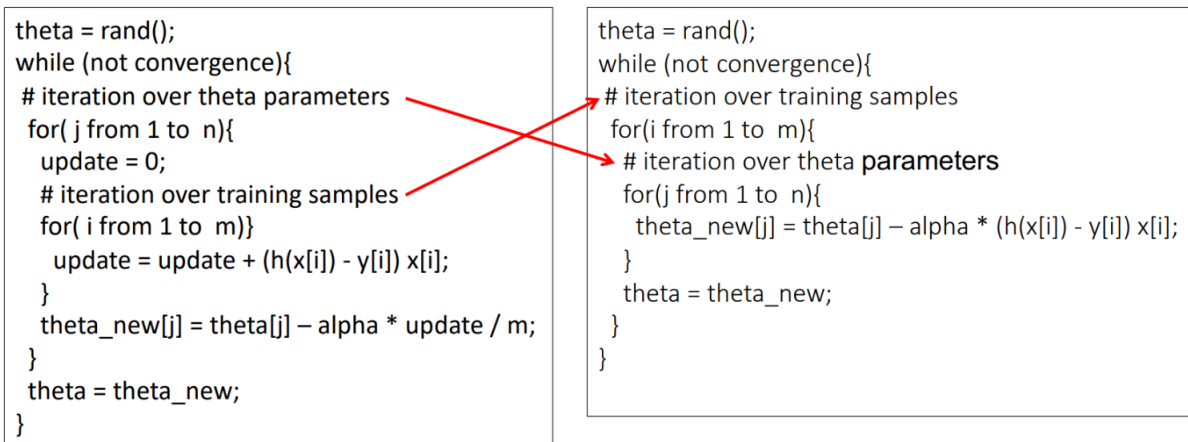 theta = rand();
while (not convergence){
# iteration over theta parameters
for( j from 1 to n){
update = 0;
# iteration over training samples
for( i from 1 to m)}
update = update + (h(x[i]) - y[i]) x[i];
}
theta_new[j] = theta[j] – alpha * update / m;
}
theta = theta_new;
}
theta = rand();
while (not convergence){
# iteration over training samples
for(i from 1 to m){
# iteration over theta parameters
for(j from 1 to n){
theta_new[j] = theta[j] – alpha * (h(x[i]) - y[i]) x[i];
}
theta = theta_new;
}
}